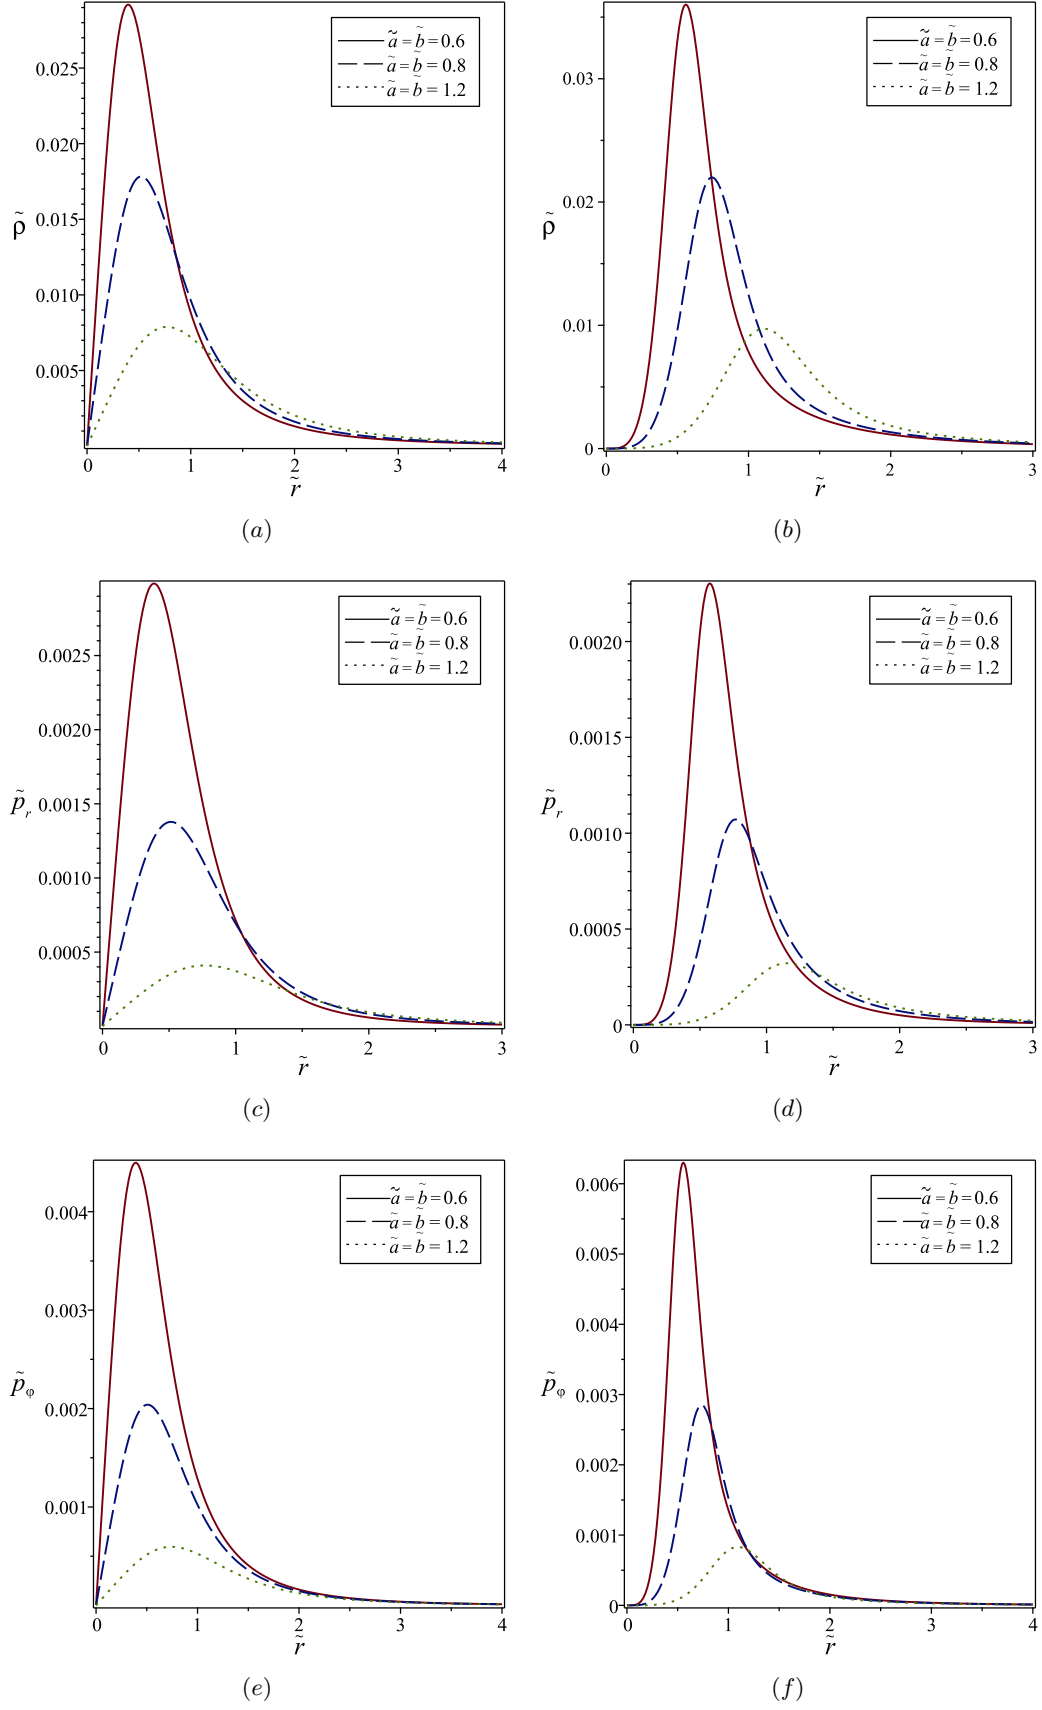 ã = b̃ = 0.6
ã = b̃ = 0.8
ã = b̃ = 1.2
0.025
0.020
0.015
0.010
0.005
ρ̃
0 1 2 3 4
r̃
(a)
ã = b̃ = 0.6
ã = b̃ = 0.8
ã = b̃ = 1.2
0.03
0.02
0.01
0
ρ̃
0 1 2 3
r̃
(b)
ã = b̃ = 0.6
ã = b̃ = 0.8
ã = b̃ = 1.2
0.0025
0.0020
0.0015
0.0010
0.0005
p̃r
0 1 2 3
r̃
(c)
ã = b̃ = 0.6
ã = b̃ = 0.8
ã = b̃ = 1.2
0.0020
0.0015
0.0010
0.0005
0
p̃r
0 1 2 3
r̃
(d)
ã = b̃ = 0.6
ã = b̃ = 0.8
ã = b̃ = 1.2
0.004
0.003
0.002
0.001
p̃φ
0 1 2 3 4
r̃
(e)
ã = b̃ = 0.6
ã = b̃ = 0.8
ã = b̃ = 1.2
0.006
0.006
0.004
0.003
0.002
0.001
0
p̃φ
0 1 2 3 4
r̃
(f)